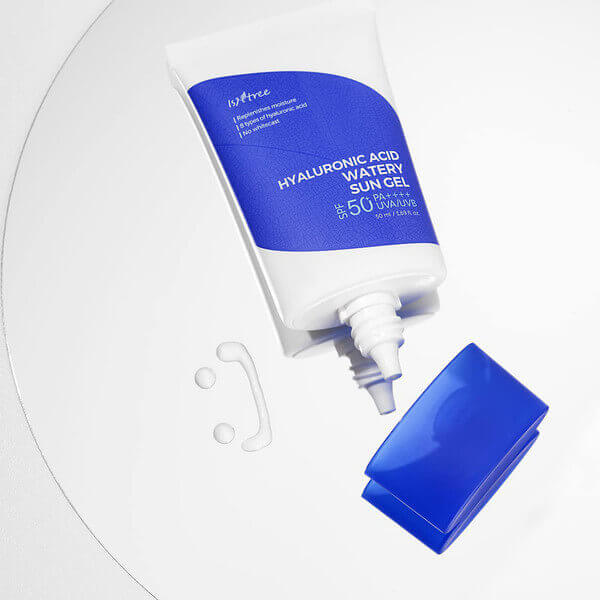 Isntree
Replenishes moisture
8 types of hyaluronic acid
No whitecast
HYALURONIC ACID
WATERY
SUN GEL
SPF 50+ PA++++
UVA/UVB
50 ml / 1.69 fl. oz.